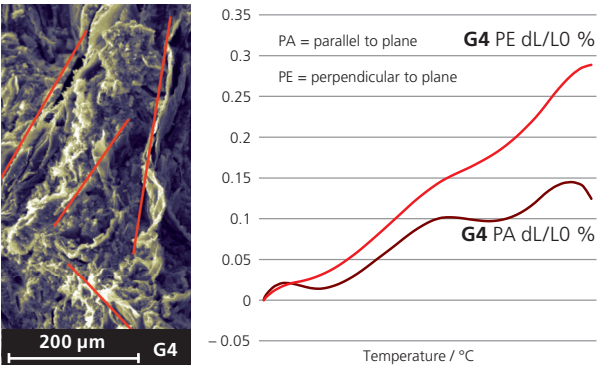 200 µm
G4
0.35
0.3
0.25
0.2
0.15
0.1
0.05
0
– 0.05
PA = parallel to plane
G4 PE dL/L0 %
PE = perpendicular to plane
G4 PA dL/L0 %
Temperature / °C